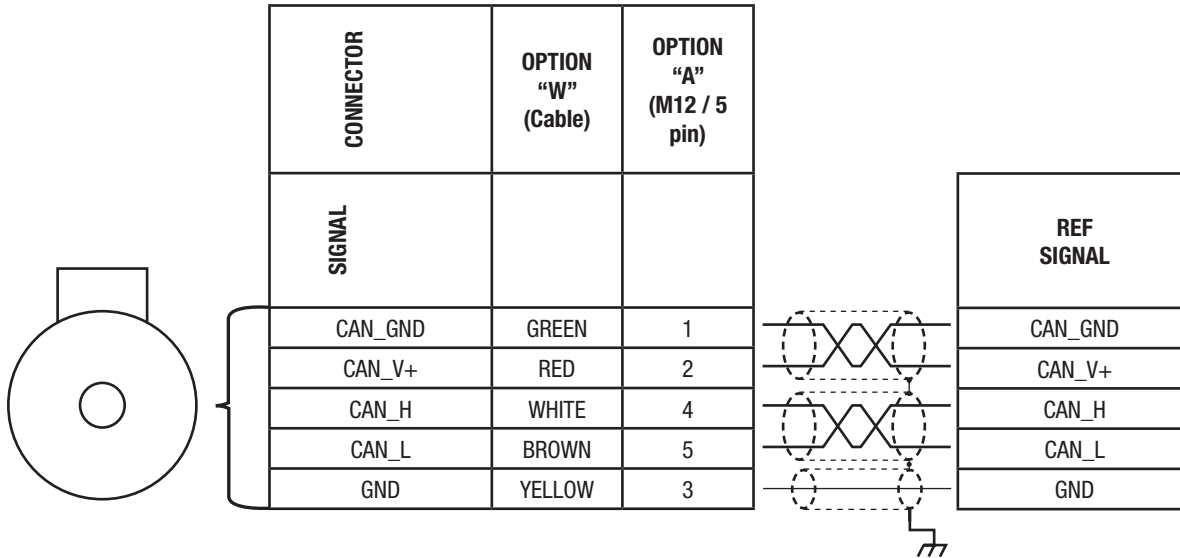 CONNECTOR
OPTION
“W”
(Cable)
OPTION
“A”
(M12 / 5
pin)
SIGNAL
REF
SIGNAL
CAN_GND GREEN 1 CAN_GND
CAN_V+ RED 2 CAN_V+
CAN_H WHITE 4 CAN_H
CAN_L BROWN 5 CAN_L
GND YELLOW 3 GND